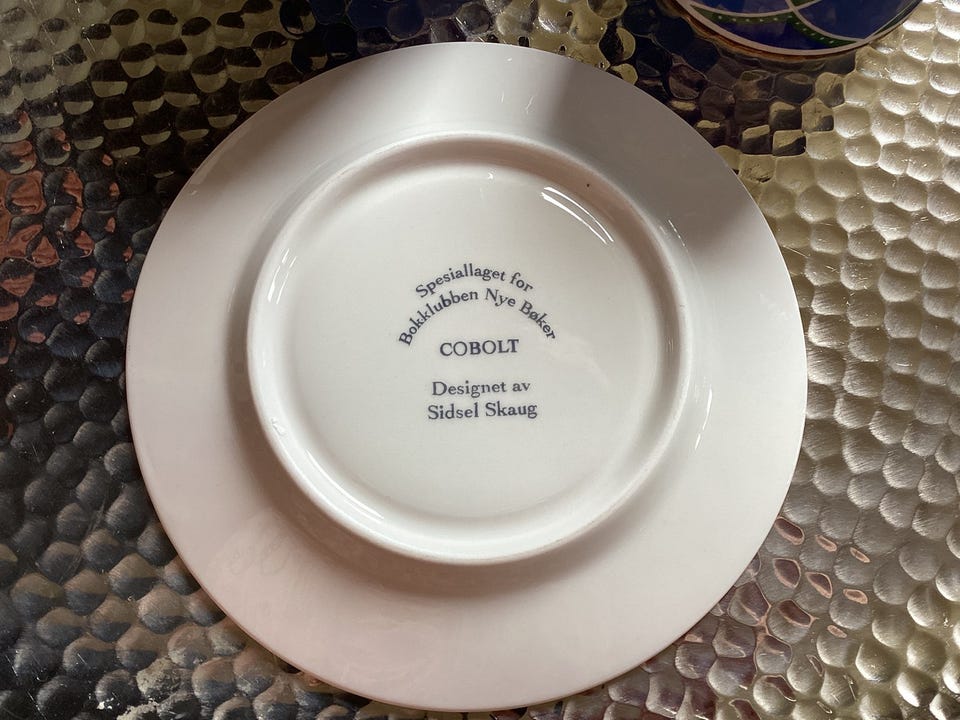 Spesiallaget for
Bokklubben Nye Bøker
COBOLT
Designet av
Sidsel Skaug